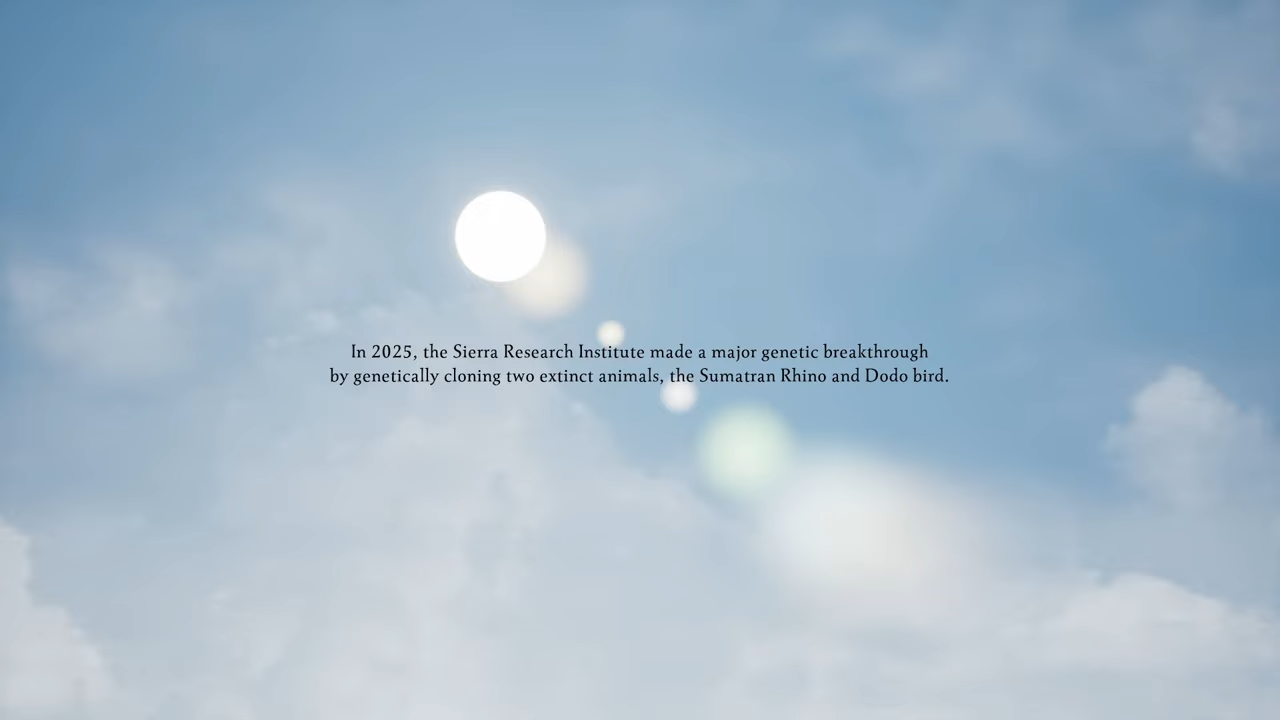 In 2025, the Sierra Research Institute made a major genetic breakthrough
by genetically cloning two extinct animals, the Sumatran Rhino and Dodo bird.